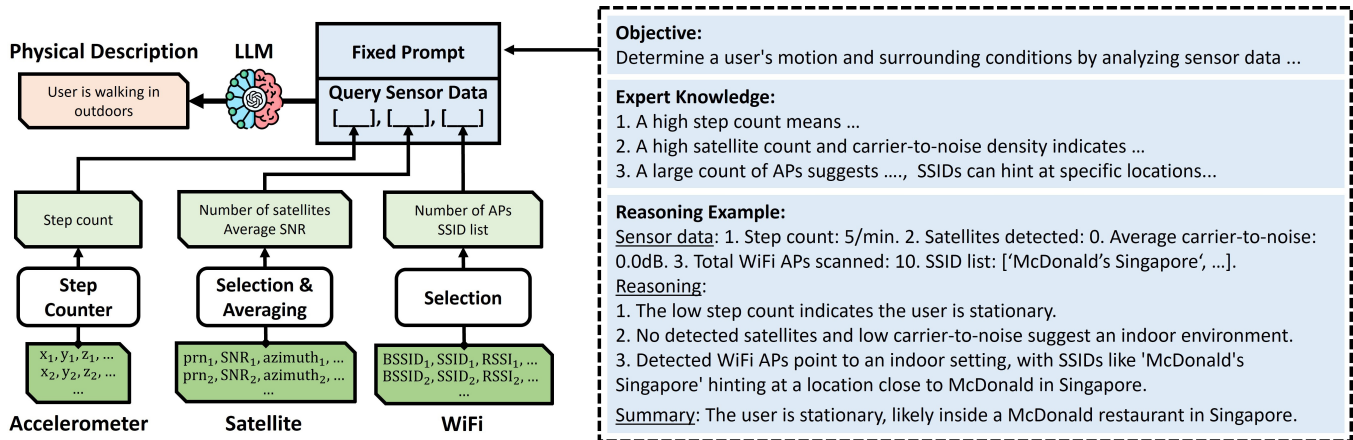 Physical Description
LLM
Fixed Prompt
Query Sensor Data
[___], [___], [___]
User is walking in
outdoors
Step count
Number of satellites
Average SNR
Number of APs
SSID list
Step
Counter
Selection &
Averaging
Selection
x₁, y₁, z₁, ...
x₂, y₂, z₂, ...
...
prn₁, SNR₁, azimuth₁, ...
prn₂, SNR₂, azimuth₂, ...
...
BSSID₁, SSID₁, RSSI₁, ...
BSSID₂, SSID₂, RSSI₂, ...
...
Accelerometer
Satellite
WiFi
Objective:
Determine a user's motion and surrounding conditions by analyzing sensor data ...
Expert Knowledge:
1. A high step count means ...
2. A high satellite count and carrier-to-noise density indicates ...
3. A large count of APs suggests ...., SSIDs can hint at specific locations...
Reasoning Example:
Sensor data: 1. Step count: 5/min. 2. Satellites detected: 0. Average carrier-to-noise:
0.0dB. 3. Total WiFi APs scanned: 10. SSID list: [‘McDonald’s Singapore‘, ...].
Reasoning:
1. The low step count indicates the user is stationary.
2. No detected satellites and low carrier-to-noise suggest an indoor environment.
3. Detected WiFi APs point to an indoor setting, with SSIDs like 'McDonald's
Singapore' hinting at a location close to McDonald in Singapore.
Summary: The user is stationary, likely inside a McDonald restaurant in Singapore.